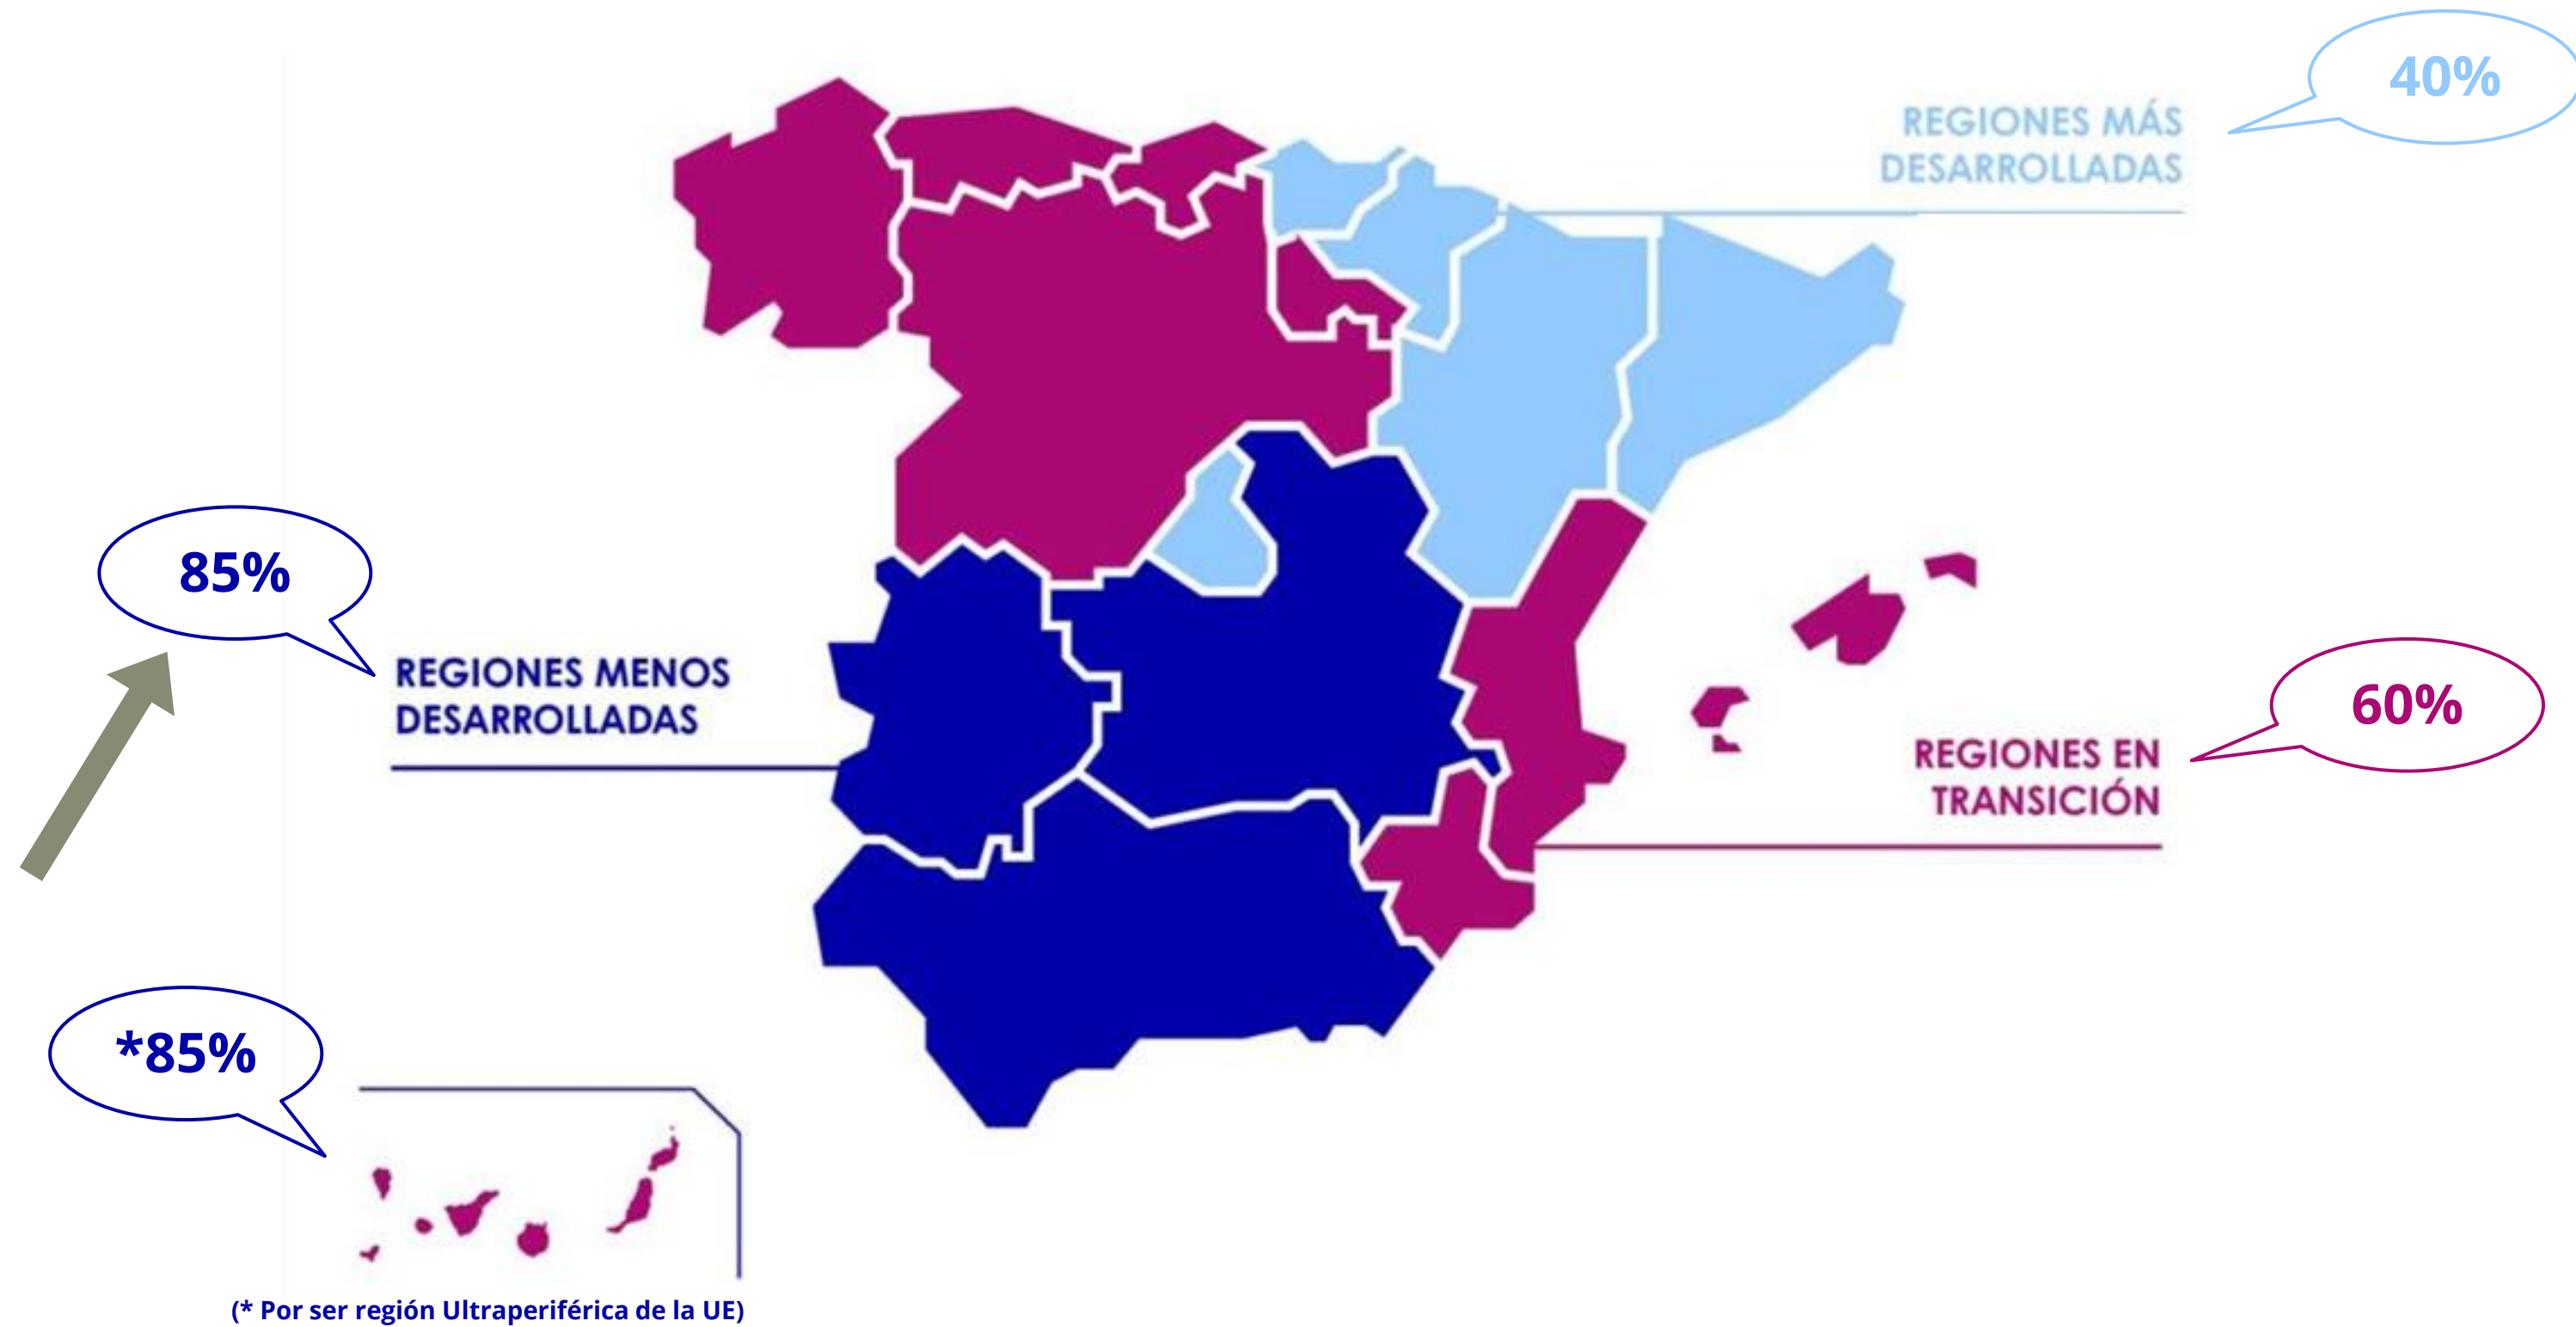 40%
REGIONES MÁS
DESARROLLADAS
85%
REGIONES MENOS
DESARROLLADAS
60%
REGIONES EN
TRANSICIÓN
*85%
(* Por ser región Ultraperiférica de la UE)